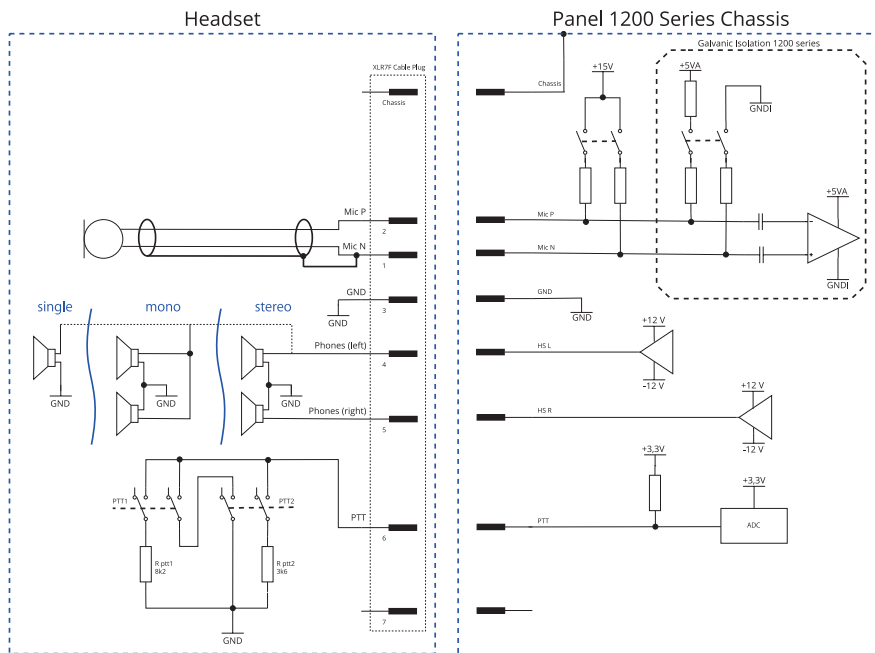 Headset
Panel 1200 Series Chassis
Galvanic Isolation 1200 series
XLR7F Cable Plug
Chassis
Chassis
+15V
+5VA
GNDI
Mic P
2
Mic P
+5VA
-
Mic N
1
Mic N
+
GNDI
GND
3
GND
GND
GND
single
mono
stereo
Phones (left)
4
HS L
+12 V
-12 V
GND
GND
GND
Phones (right)
5
HS R
+12 V
-12 V
PTT1
PTT2
PTT
6
PTT
+3,3V
+3,3V
ADC
R ptt1
8k2
R ptt2
3k6
7
GND